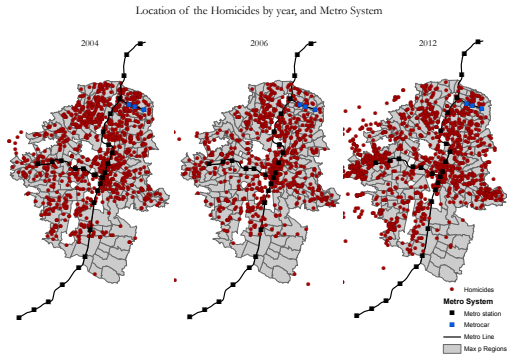 Location of the Homicides by year, and Metro System
2004
2006
2012
Homicides
Metro System
Metro station
Metrocar
Metro Line
Max p Regions